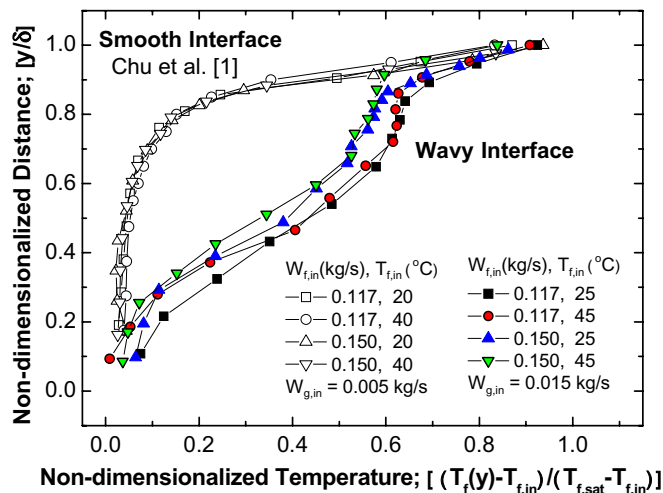 Smooth Interface
Chu et al. [1]
Wavy Interface
W_f,in(kg/s), T_f,in(°C)
0.117, 20
0.117, 40
0.150, 20
0.150, 40
W_g,in = 0.005 kg/s
W_f,in(kg/s), T_f,in(°C)
0.117, 25
0.117, 45
0.150, 25
0.150, 45
W_g,in = 0.015 kg/s
Non-dimensionalized Distance; [y/δ]
1.0
0.8
0.6
0.4
0.2
0.0
0.0 0.2 0.4 0.6 0.8 1.0
Non-dimensionalized Temperature; [(T_f(y)-T_f,in)/(T_f,sat-T_f,in)]